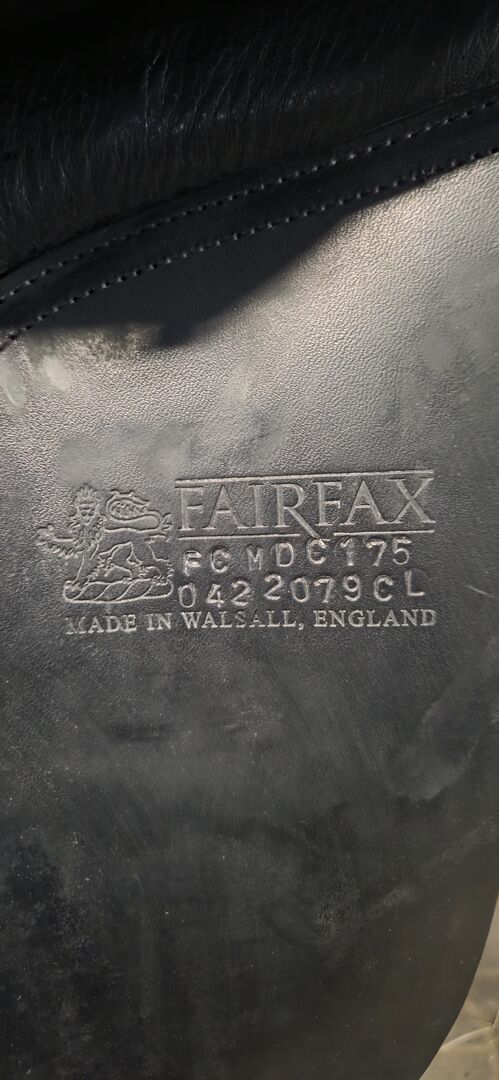 FAIRFAX
FCMDC175
0422079CL
MADE IN WALSALL, ENGLAND